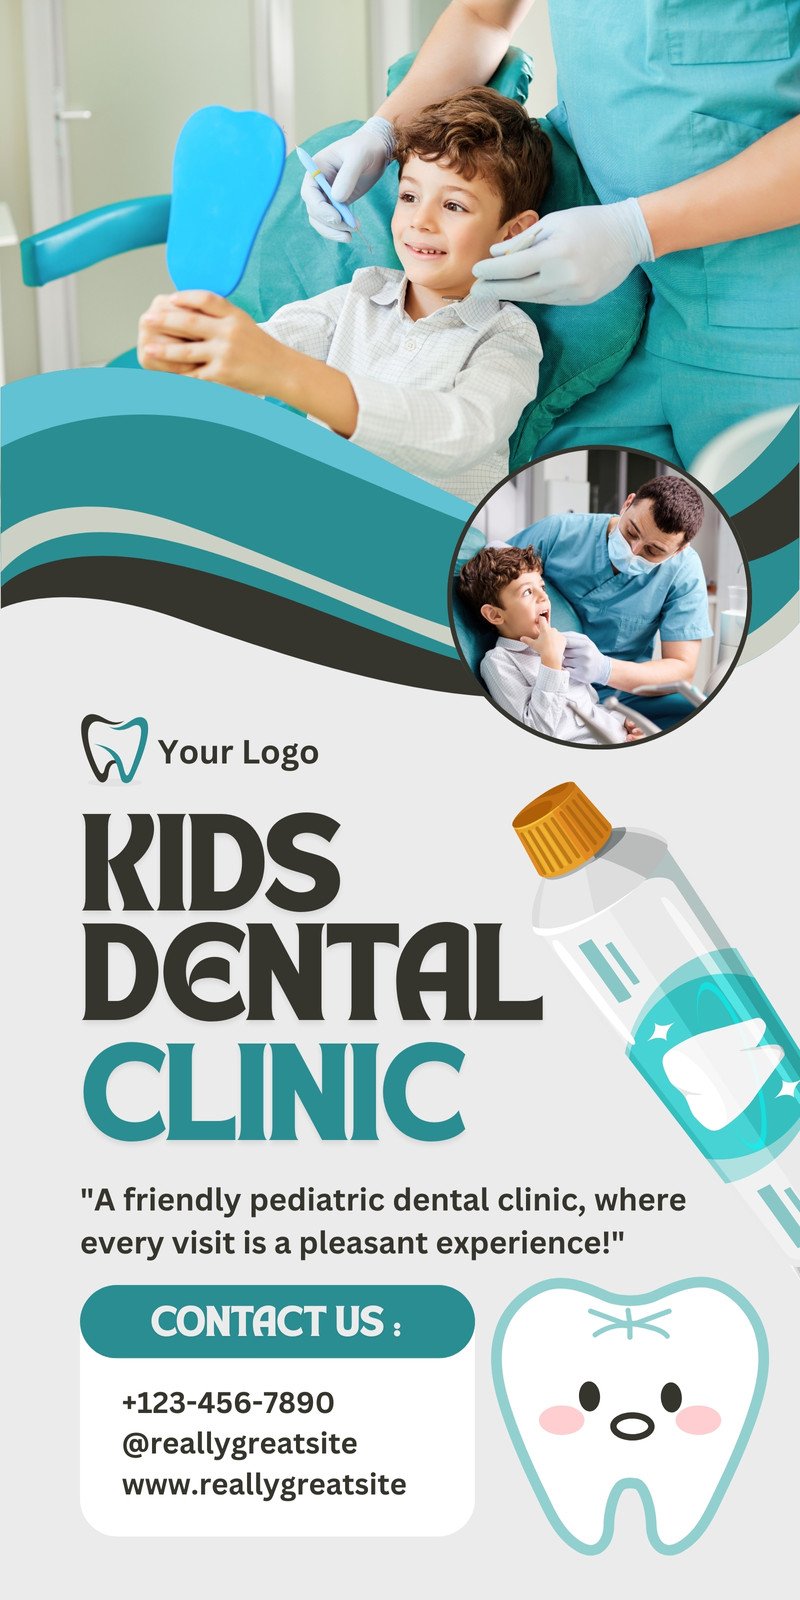 Your Logo
KIDS
DENTAL
CLINIC
"A friendly pediatric dental clinic, where
every visit is a pleasant experience!"
CONTACT US :
+123-456-7890
@reallygreatsite
www.reallygreatsite